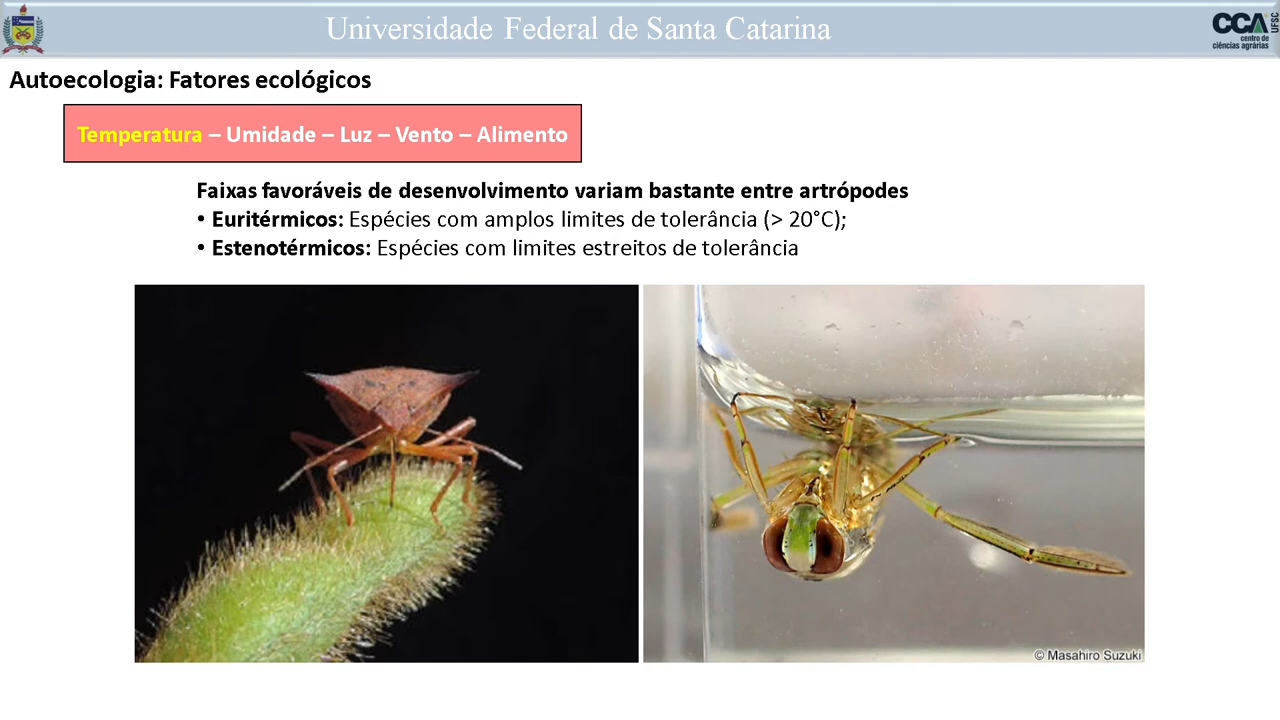 Universidade Federal de Santa Catarina
CCA UFSC
centro de
ciências agrárias
Autoecologia: Fatores ecológicos
Temperatura – Umidade – Luz – Vento – Alimento
Faixas favoráveis de desenvolvimento variam bastante entre artrópodes
• Euritérmicos: Espécies com amplos limites de tolerância (> 20°C);
• Estenotérmicos: Espécies com limites estreitos de tolerância
© Masahiro Suzuki